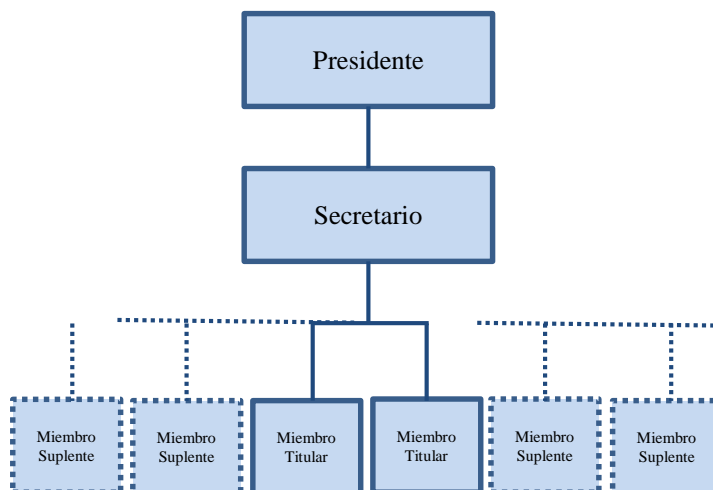 Presidente
Secretario
Miembro
Suplente
Miembro
Suplente
Miembro
Titular
Miembro
Titular
Miembro
Suplente
Miembro
Suplente